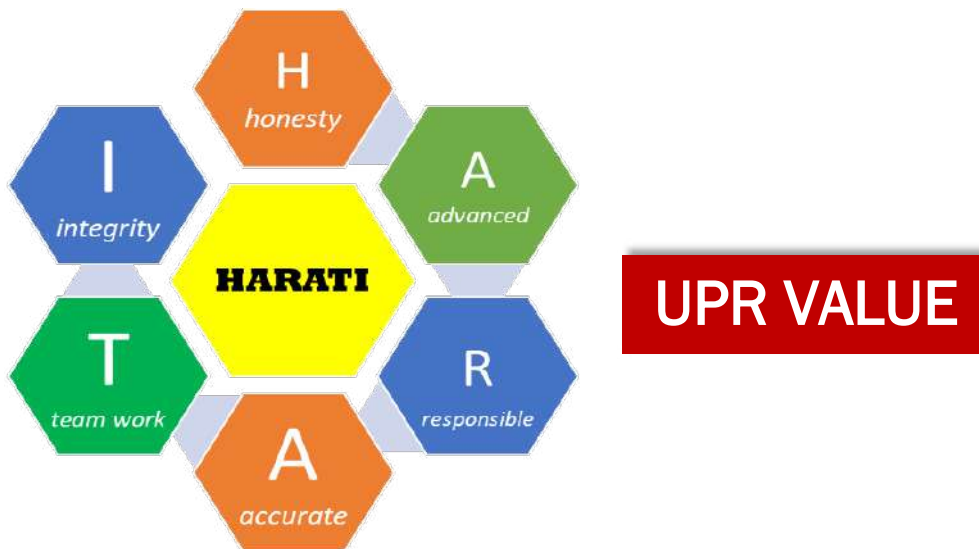 H
honesty
A
advanced
R
responsible
A
accurate
T
team work
I
integrity
HARATI
UPR VALUE